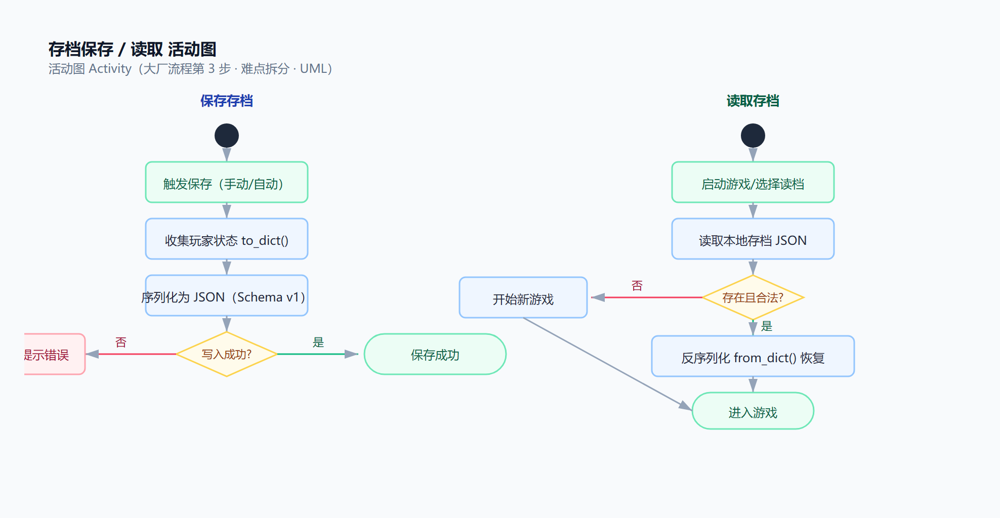 存档保存 / 读取 活动图
活动图 Activity（大厂流程第 3 步 · 难点拆分 · UML）
保存存档
触发保存（手动/自动）
收集玩家状态 to_dict()
序列化为 JSON（Schema v1）
写入成功?
否
提示错误
是
保存成功
读取存档
启动游戏/选择读档
读取本地存档 JSON
存在且合法?
否
开始新游戏
是
反序列化 from_dict() 恢复
进入游戏